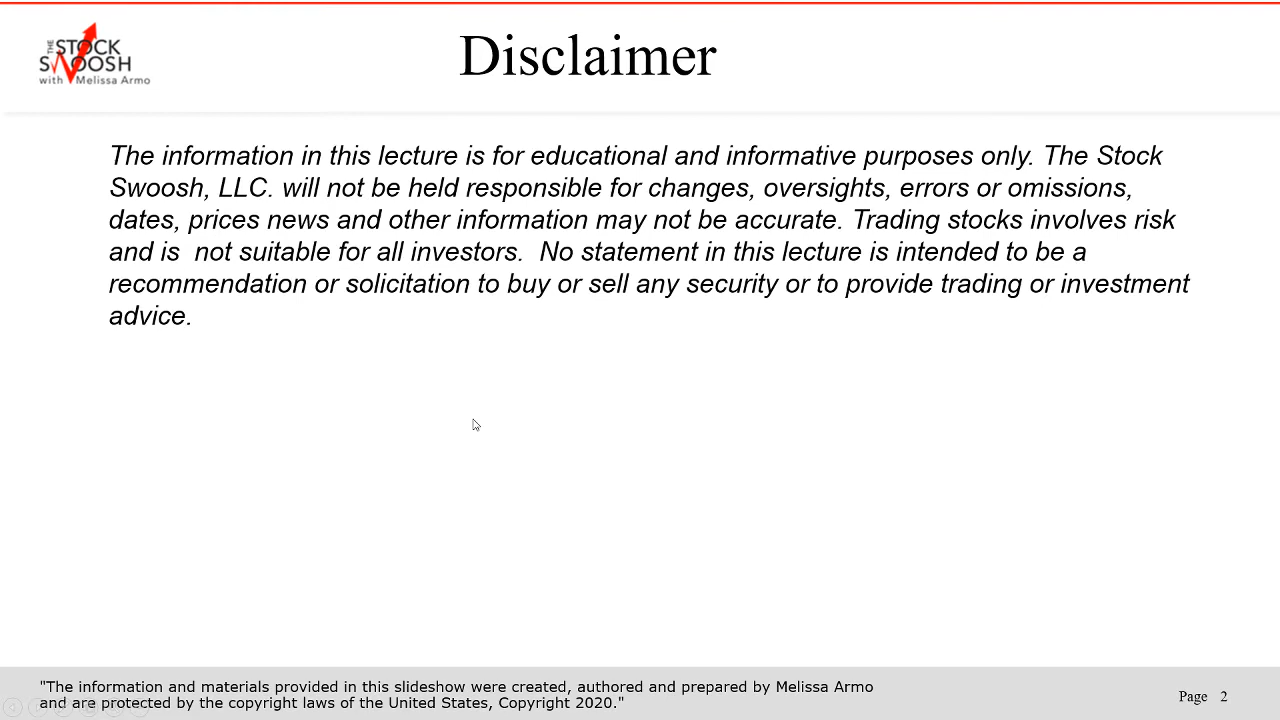 THE STOCK
SWOOSH
with Melissa Armo
Disclaimer
The information in this lecture is for educational and informative purposes only. The Stock
Swoosh, LLC. will not be held responsible for changes, oversights, errors or omissions,
dates, prices news and other information may not be accurate. Trading stocks involves risk
and is  not suitable for all investors.  No statement in this lecture is intended to be a
recommendation or solicitation to buy or sell any security or to provide trading or investment
advice.
"The information and materials provided in this slideshow were created, authored and prepared by Melissa Armo
and are protected by the copyright laws of the United States, Copyright 2020."
Page 2